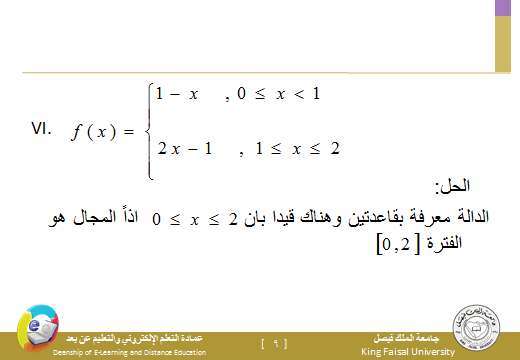 VI. f(x) = { 1 − x , 0 ≤ x < 1
2x − 1 , 1 ≤ x ≤ 2
الحل:
الدالة معرفة بقاعدتين وهناك قيدا بان 0 ≤ x ≤ 2 اذاً المجال هو
الفترة [0,2]
عمادة التعلم الإلكتروني والتعليم عن بعد
Deanship of E-Learning and Distance Education
[ ٩ ]
جامعة الملك فيصل
King Faisal University